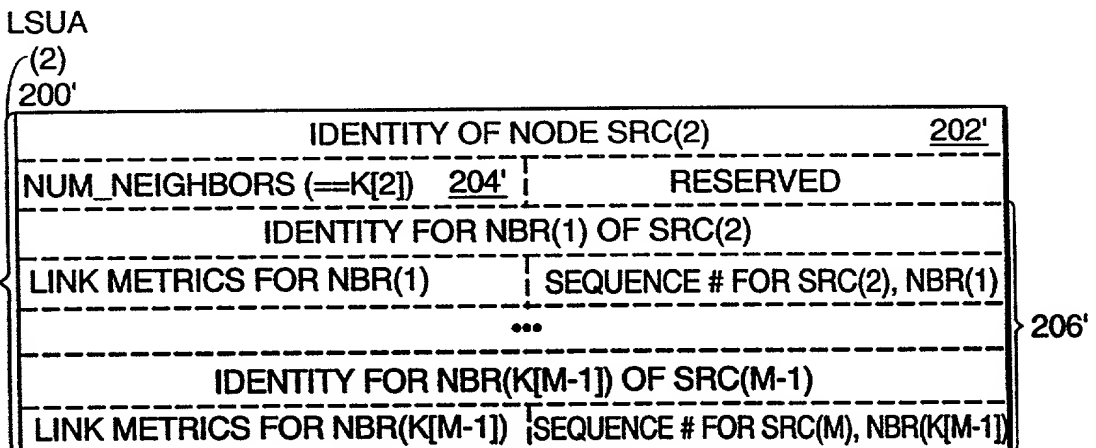 LSUA
(2)
200'
IDENTITY OF NODE SRC(2) 202'
NUM_NEIGHBORS (==K[2]) 204' RESERVED
IDENTITY FOR NBR(1) OF SRC(2)
LINK METRICS FOR NBR(1) SEQUENCE # FOR SRC(2), NBR(1)
•••
206'
IDENTITY FOR NBR(K[M-1]) OF SRC(M-1)
LINK METRICS FOR NBR(K[M-1]) SEQUENCE # FOR SRC(M), NBR(K[M-1])